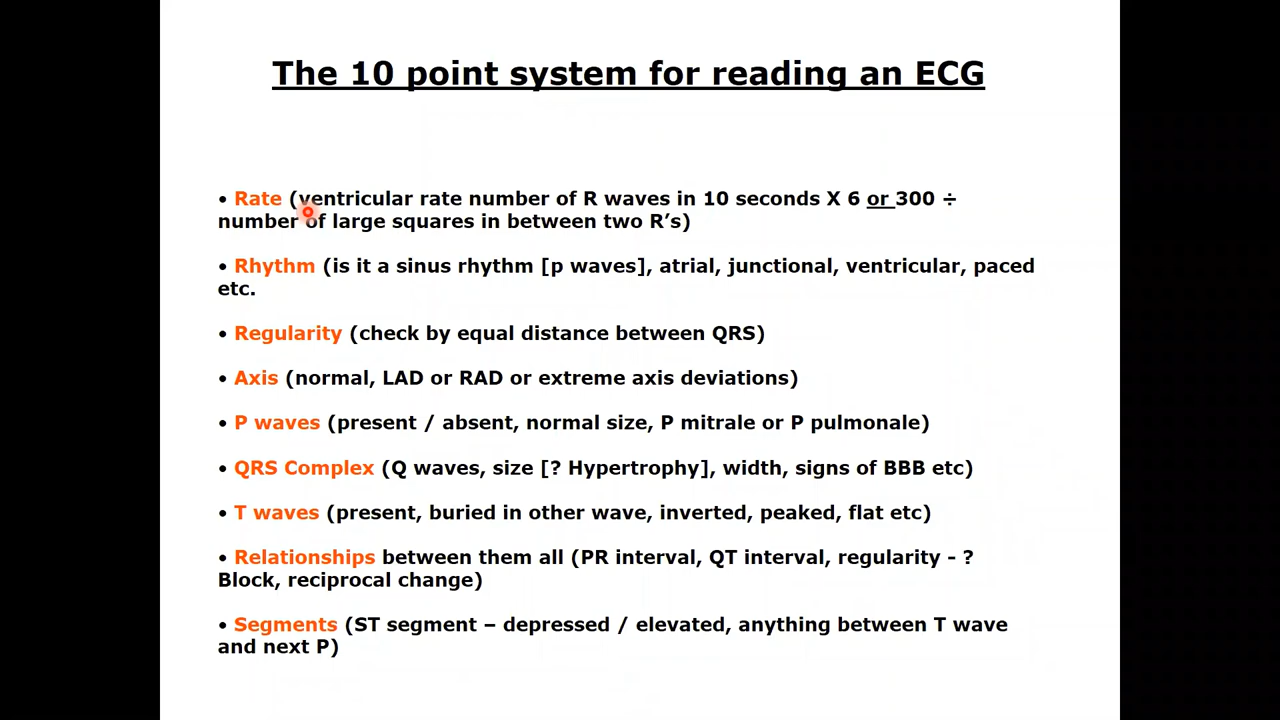 The 10 point system for reading an ECG
• Rate (ventricular rate number of R waves in 10 seconds X 6 or 300 ÷
number of large squares in between two R’s)
• Rhythm (is it a sinus rhythm [p waves], atrial, junctional, ventricular, paced
etc.
• Regularity (check by equal distance between QRS)
• Axis (normal, LAD or RAD or extreme axis deviations)
• P waves (present / absent, normal size, P mitrale or P pulmonale)
• QRS Complex (Q waves, size [? Hypertrophy], width, signs of BBB etc)
• T waves (present, buried in other wave, inverted, peaked, flat etc)
• Relationships between them all (PR interval, QT interval, regularity - ?
Block, reciprocal change)
• Segments (ST segment – depressed / elevated, anything between T wave
and next P)